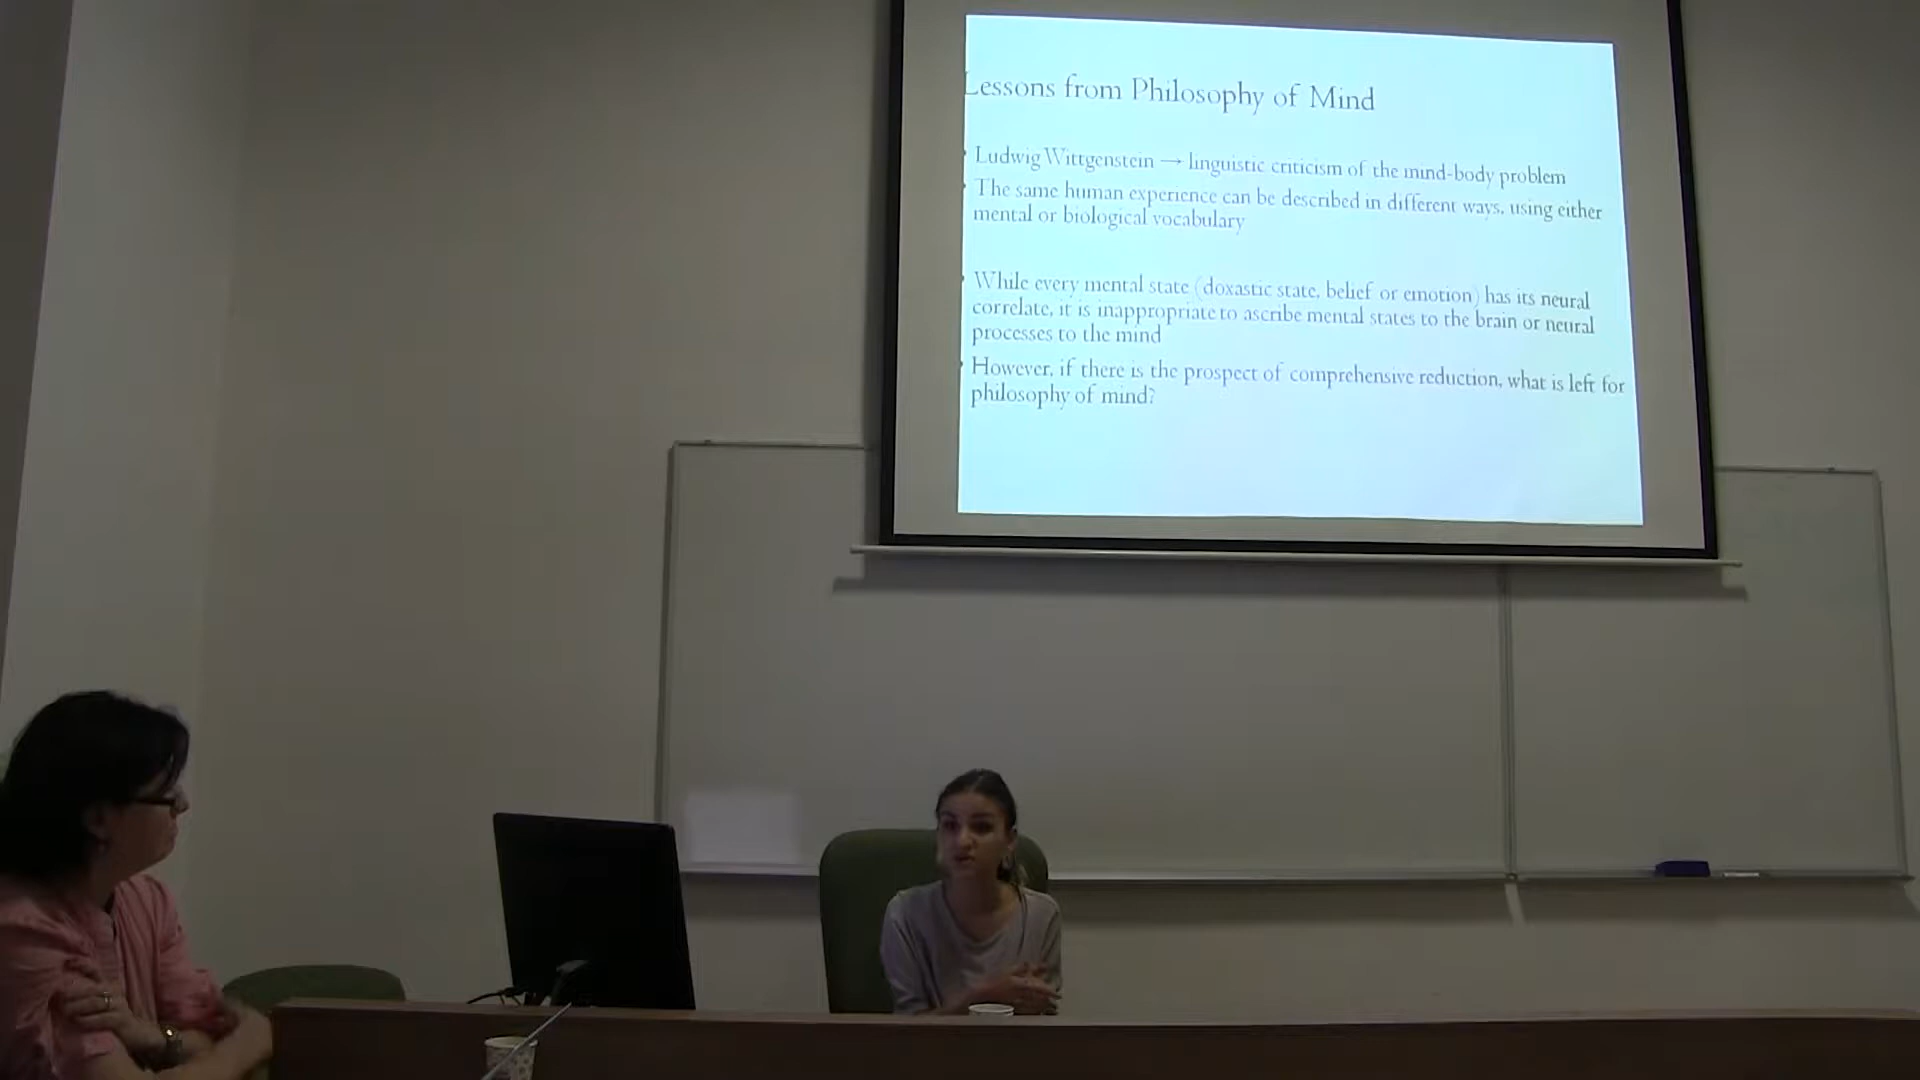 Lessons from Philosophy of Mind
• Ludwig Wittgenstein → linguistic criticism of the mind-body problem
• The same human experience can be described in different ways, using either
mental or biological vocabulary
• While every mental state (doxastic state, belief or emotion) has its neural
correlate, it is inappropriate to ascribe mental states to the brain or neural
processes to the mind
• However, if there is the prospect of comprehensive reduction, what is left for
philosophy of mind?